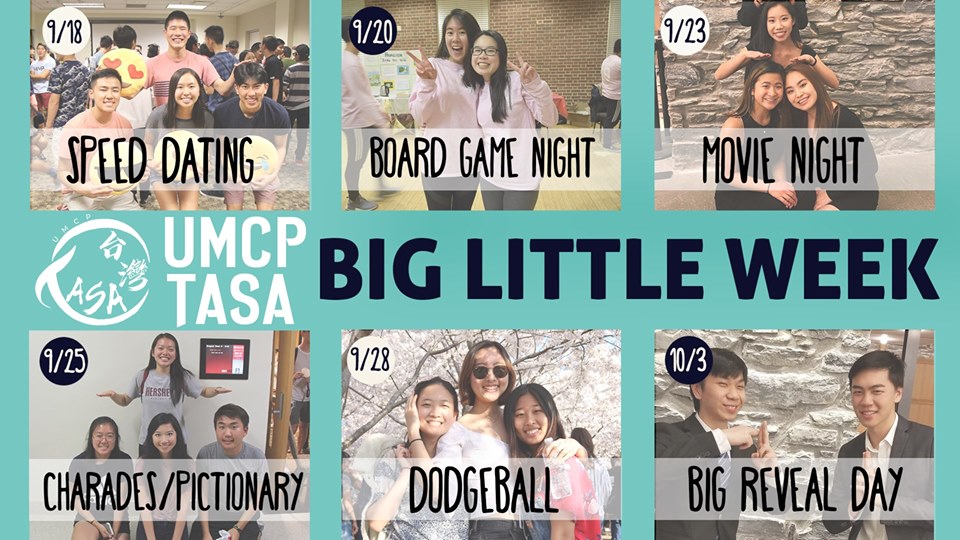 9/18
SPEED DATING
9/20
BOARD GAME NIGHT
9/23
MOVIE NIGHT
UMCP
台灣
TASA
UMCP
TASA
BIG LITTLE WEEK
9/25
HERSHEY
CHARADES/PICTIONARY
9/28
DODGEBALL
10/3
BIG REVEAL DAY